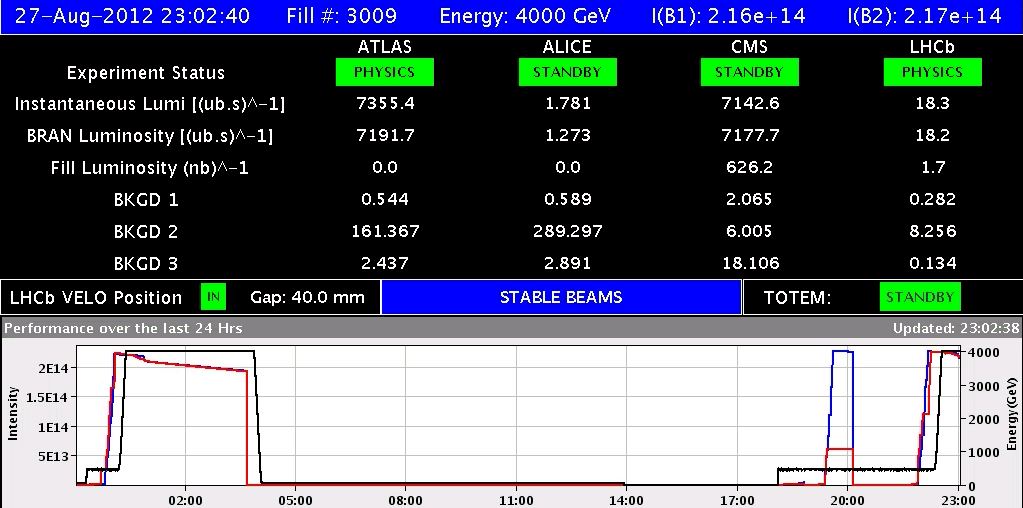 27-Aug-2012 23:02:40 Fill #: 3009 Energy: 4000 GeV I(B1): 2.16e+14 I(B2): 2.17e+14
ATLAS ALICE CMS LHCb
Experiment Status PHYSICS STANDBY STANDBY PHYSICS
Instantaneous Lumi [(ub.s)^-1] 7355.4 1.781 7142.6 18.3
BRAN Luminosity [(ub.s)^-1] 7191.7 1.273 7177.7 18.2
Fill Luminosity (nb)^-1 0.0 0.0 626.2 1.7
BKGD 1 0.544 0.589 2.065 0.282
BKGD 2 161.367 289.297 6.005 8.256
BKGD 3 2.437 2.891 18.106 0.134
LHCb VELO Position IN Gap: 40.0 mm STABLE BEAMS TOTEM: STANDBY
Performance over the last 24 Hrs Updated: 23:02:38
Intensity
2E14
1.5E14
1E14
5E13
4000
3000
2000
1000
0
Energy(GeV)
02:00 05:00 08:00 11:00 14:00 17:00 20:00 23:00